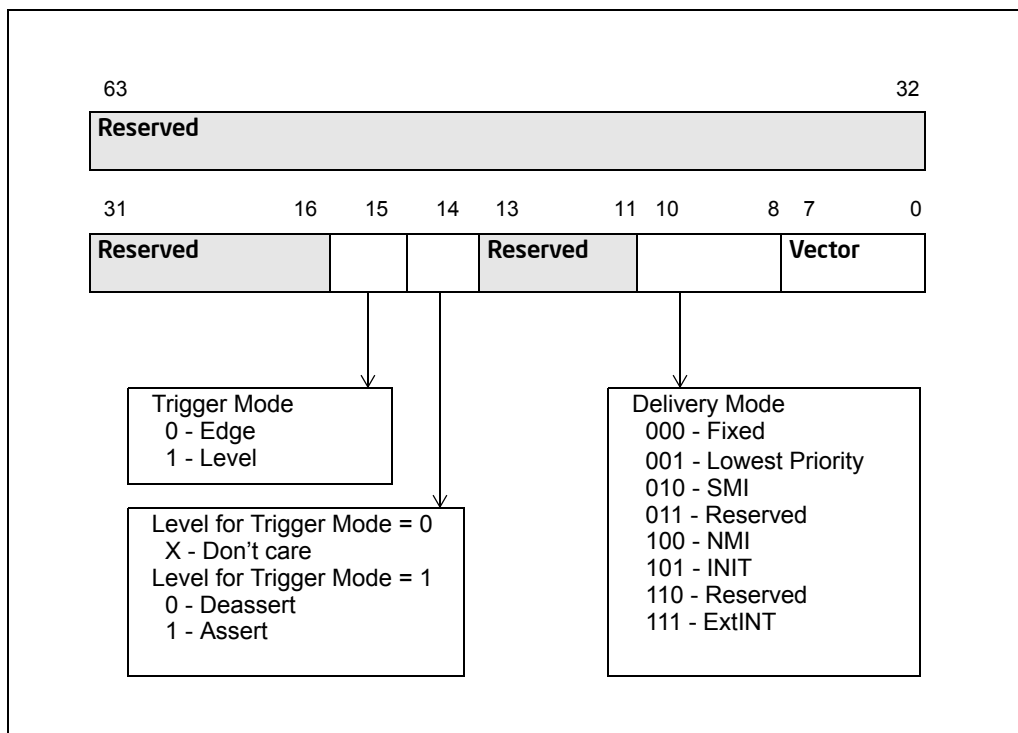 63 32
Reserved
31 16 15 14 13 11 10 8 7 0
Reserved Reserved Vector
Trigger Mode
0 - Edge
1 - Level
Level for Trigger Mode = 0
X - Don't care
Level for Trigger Mode = 1
0 - Deassert
1 - Assert
Delivery Mode
000 - Fixed
001 - Lowest Priority
010 - SMI
011 - Reserved
100 - NMI
101 - INIT
110 - Reserved
111 - ExtINT